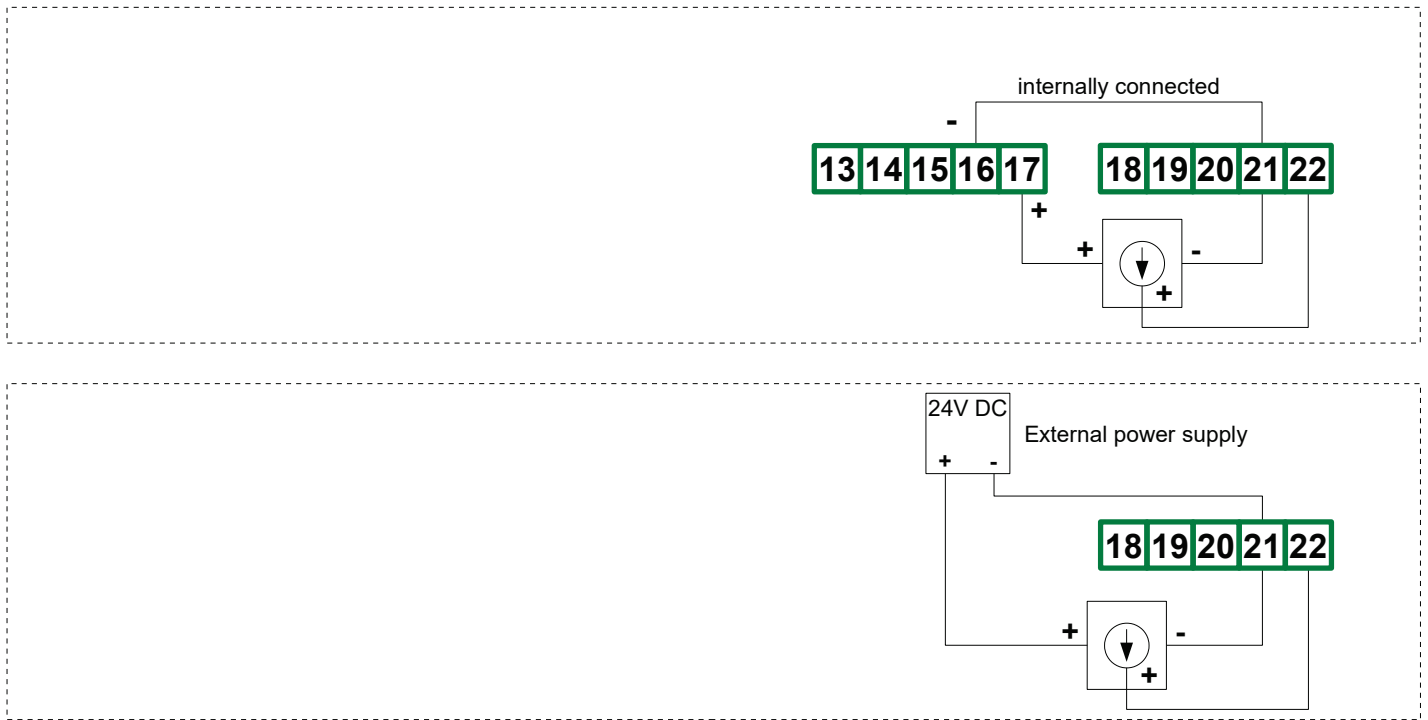 internally connected
-
13 14 15 16 17 18 19 20 21 22
+
+ -
+
24V DC
External power supply
+ -
18 19 20 21 22
+ -
+